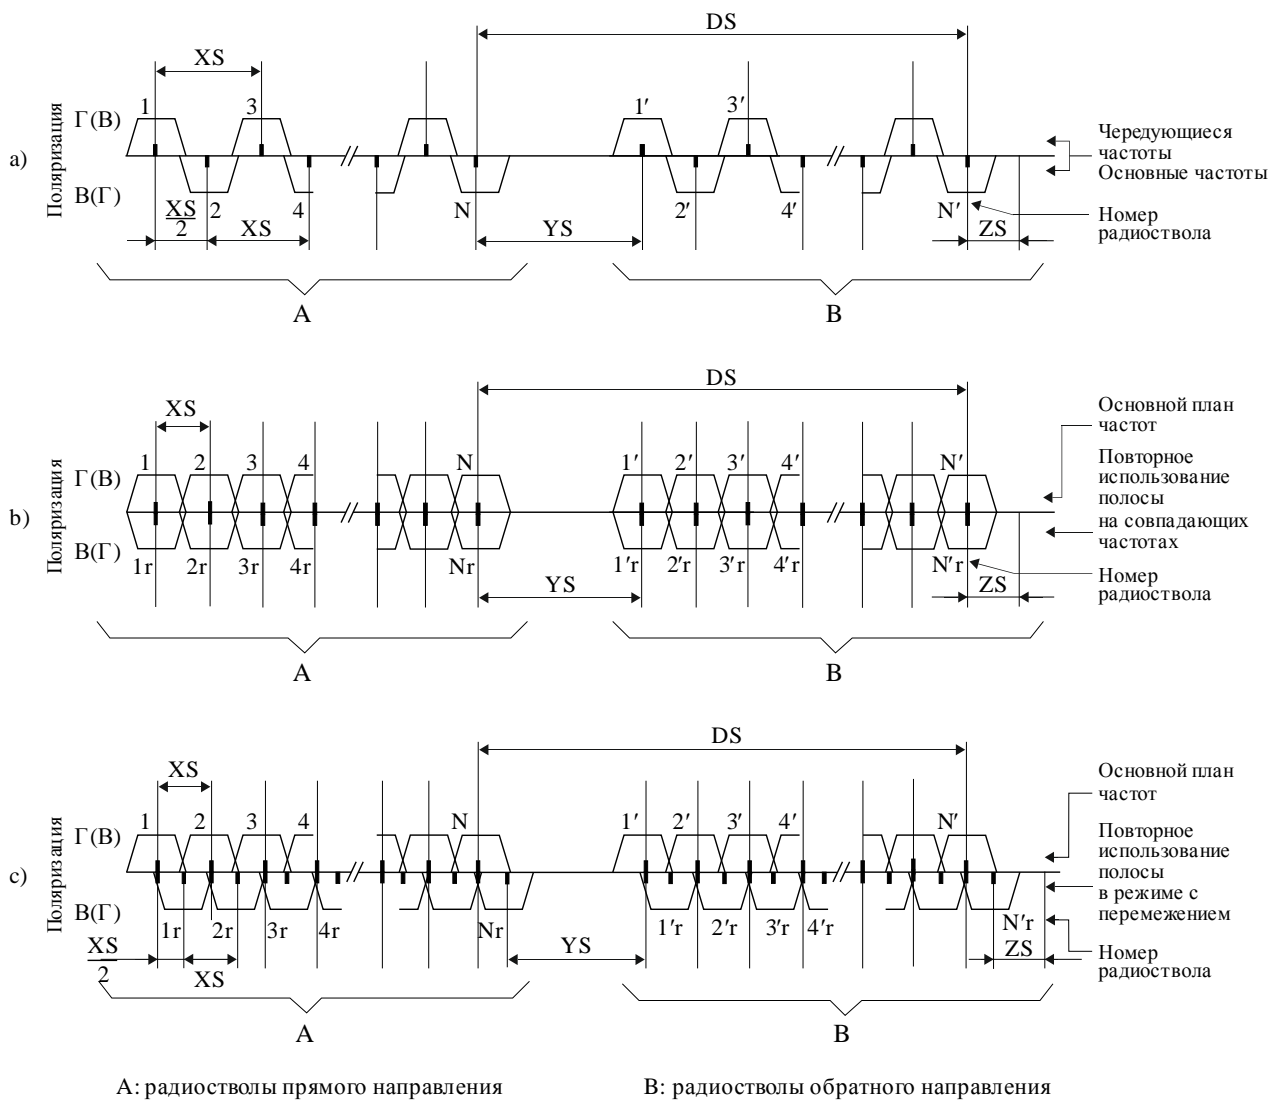 DS
XS
1
3
1′
3′
Г(В)
Поляризация
a)
В(Г)
Чередующиеся
частоты
Основные частоты
XS
2
2
XS
4
N
YS
2′
4′
N′
ZS
Номер
радиоствола
A
B
DS
XS
Основной план
частот
1
2
3
4
N
1′
2′
3′
4′
N′
Г(В)
Поляризация
b)
В(Г)
Повторное
использование
полосы
на совпадающих
частотах
1r
2r
3r
4r
Nr
1′r
2′r
3′r
4′r
N′r
YS
ZS
Номер
радиоствола
A
B
DS
XS
Основной план
частот
1
2
3
4
N
1′
2′
3′
4′
N′
Г(В)
Поляризация
c)
В(Г)
Повторное
использование
полосы
в режиме с
перемежением
1r
2r
3r
4r
Nr
1′r
2′r
3′r
4′r
N′r
XS
2
XS
YS
ZS
Номер
радиоствола
A
B
A: радиостволы прямого направления
B: радиостволы обратного направления